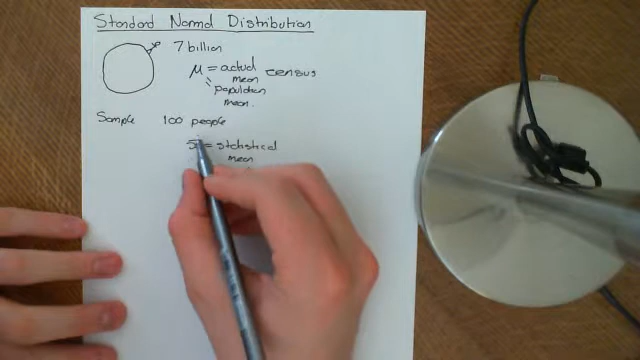 Standard Normal Distribution
7 billion
μ = actual census
mean
population
mean.
Sample 100 people
= statistical
mean